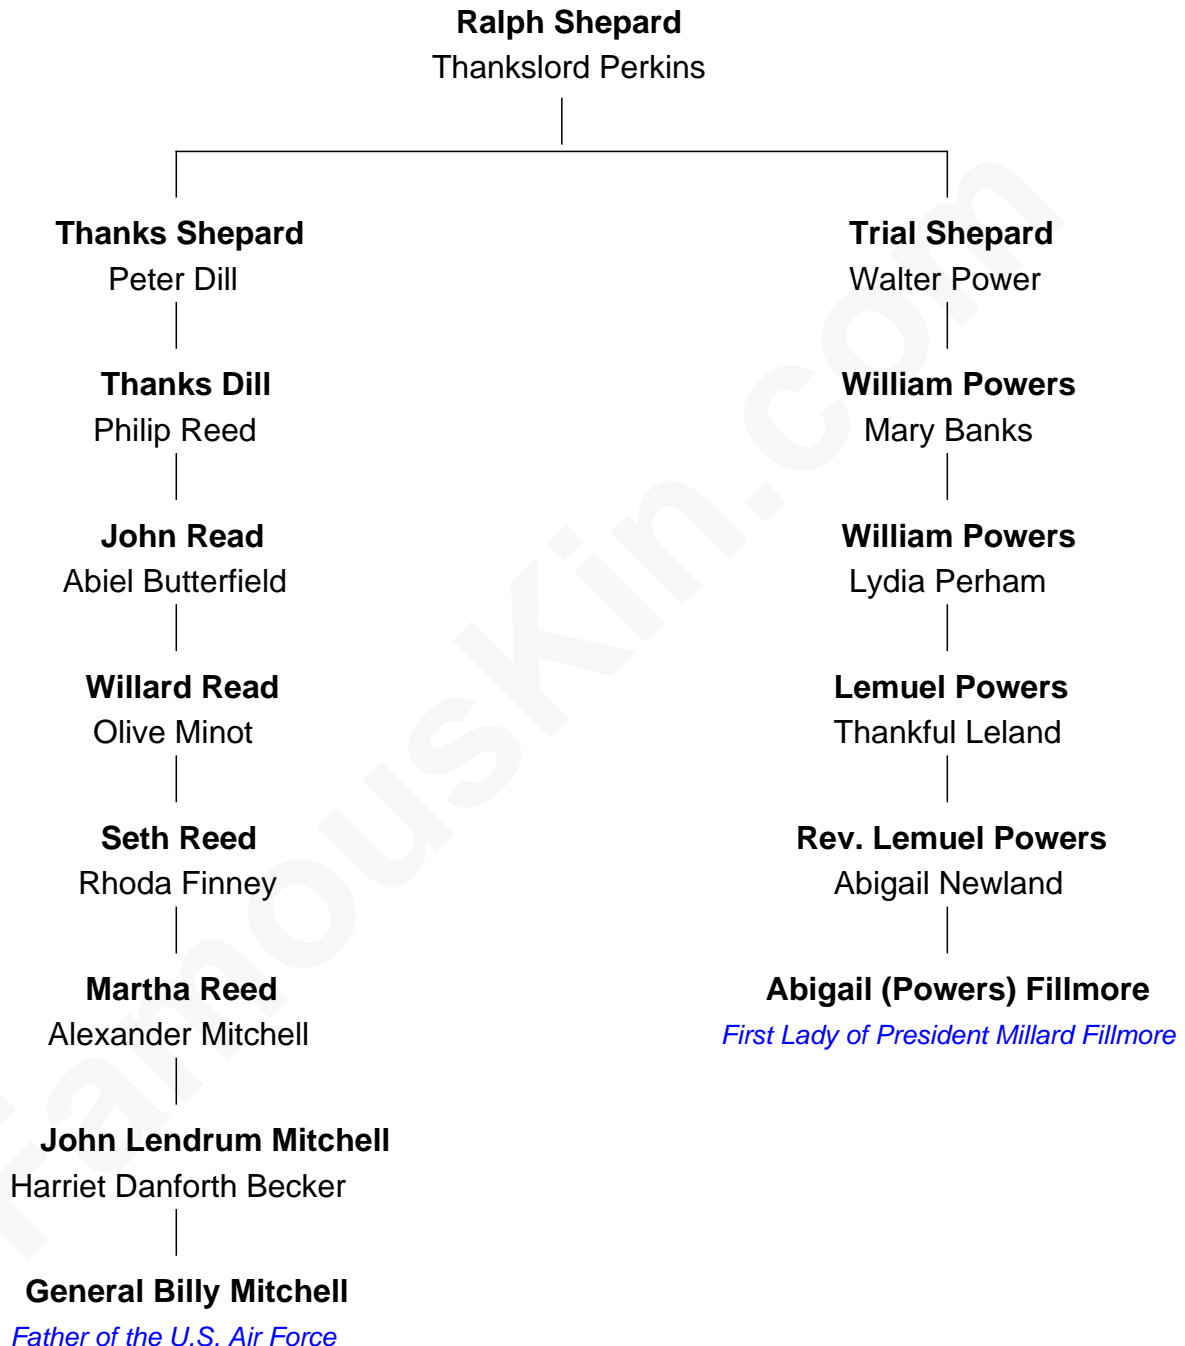 Ralph Shepard
Thankslord Perkins
Thanks Shepard
Peter Dill
Thanks Dill
Philip Reed
John Read
Abiel Butterfield
Willard Read
Olive Minot
Seth Reed
Rhoda Finney
Martha Reed
Alexander Mitchell
John Lendrum Mitchell
Harriet Danforth Becker
General Billy Mitchell
Father of the U.S. Air Force
Trial Shepard
Walter Power
William Powers
Mary Banks
William Powers
Lydia Perham
Lemuel Powers
Thankful Leland
Rev. Lemuel Powers
Abigail Newland
Abigail (Powers) Fillmore
First Lady of President Millard Fillmore
FamousKin.com